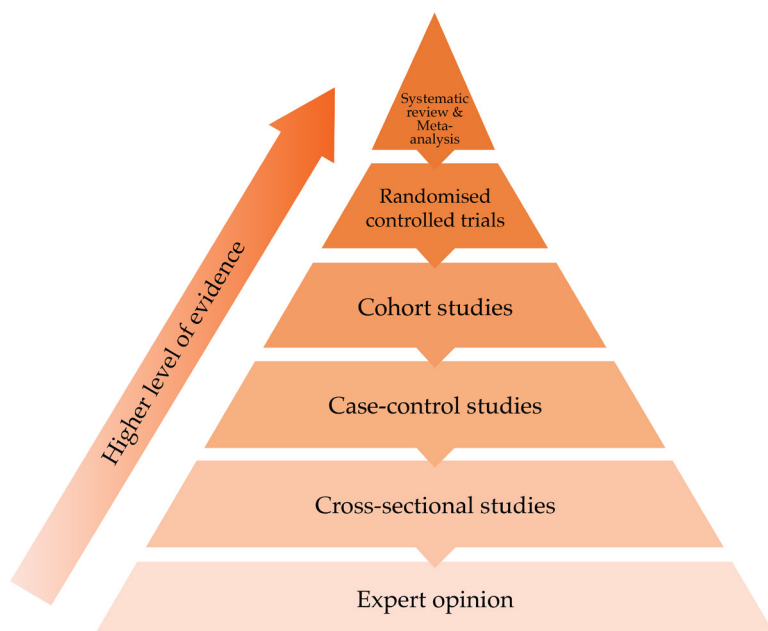 Systematic
review &
Meta-
analysis
Randomised
controlled trials
Cohort studies
Case-control studies
Cross-sectional studies
Expert opinion
Higher level of evidence